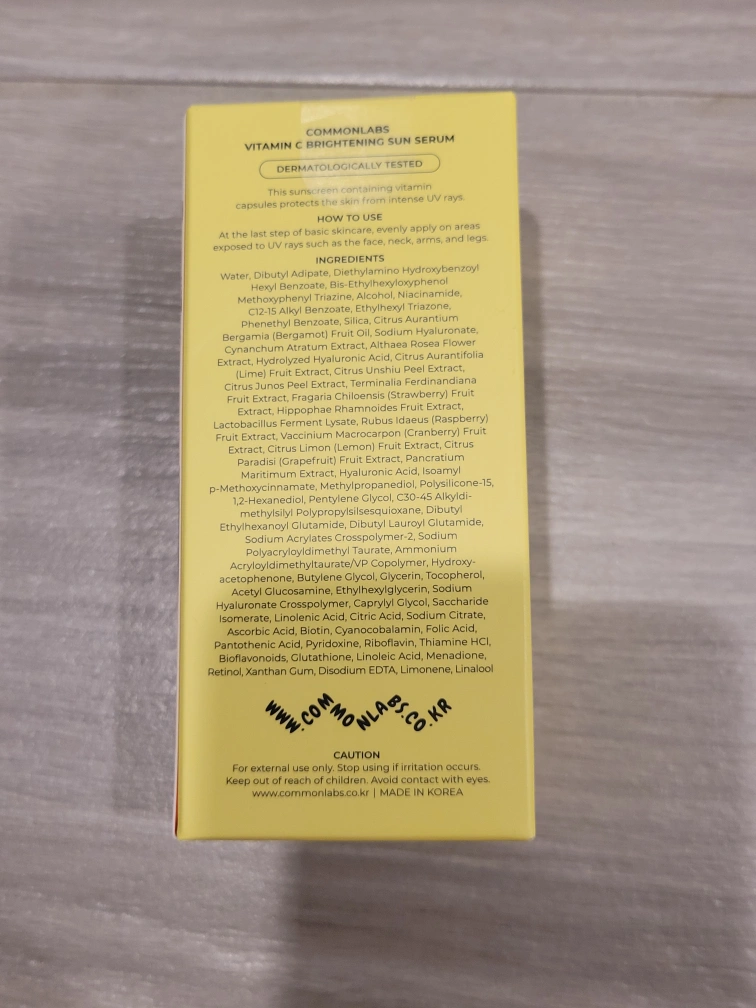 COMMONLABS
VITAMIN C BRIGHTENING SUN SERUM
DERMATOLOGICALLY TESTED
This sunscreen containing vitamin
capsules protects the skin from intense UV rays.
HOW TO USE
At the last step of basic skincare, evenly apply on areas
exposed to UV rays such as the face, neck, arms, and legs.
INGREDIENTS
Water, Dibutyl Adipate, Diethylamino Hydroxybenzoyl
Hexyl Benzoate, Bis-Ethylhexyloxyphenol
Methoxyphenyl Triazine, Alcohol, Niacinamide,
C12-15 Alkyl Benzoate, Ethylhexyl Triazone,
Phenethyl Benzoate, Silica, Citrus Aurantium
Bergamia (Bergamot) Fruit Oil, Sodium Hyaluronate,
Cynanchum Atratum Extract, Althaea Rosea Flower
Extract, Hydrolyzed Hyaluronic Acid, Citrus Aurantifolia
(Lime) Fruit Extract, Citrus Unshiu Peel Extract,
Citrus Junos Peel Extract, Terminalia Ferdinandiana
Fruit Extract, Fragaria Chiloensis (Strawberry) Fruit
Extract, Hippophae Rhamnoides Fruit Extract,
Lactobacillus Ferment Lysate, Rubus Idaeus (Raspberry)
Fruit Extract, Vaccinium Macrocarpon (Cranberry) Fruit
Extract, Citrus Limon (Lemon) Fruit Extract, Citrus
Paradisi (Grapefruit) Fruit Extract, Pancratium
Maritimum Extract, Hyaluronic Acid, Isoamyl
p-Methoxycinnamate, Methylpropanediol, Polysilicone-15,
1,2-Hexanediol, Pentylene Glycol, C30-45 Alkyldi-
methylsilyl Polypropylsilsesquioxane, Dibutyl
Ethylhexanoyl Glutamide, Dibutyl Lauroyl Glutamide,
Sodium Acrylates Crosspolymer-2, Sodium
Polyacryloyldimethyl Taurate, Ammonium
Acryloyldimethyltaurate/VP Copolymer, Hydroxy-
acetophenone, Butylene Glycol, Glycerin, Tocopherol,
Acetyl Glucosamine, Ethylhexylglycerin, Sodium
Hyaluronate Crosspolymer, Caprylyl Glycol, Saccharide
Isomerate, Linolenic Acid, Citric Acid, Sodium Citrate,
Ascorbic Acid, Biotin, Cyanocobalamin, Folic Acid,
Pantothenic Acid, Pyridoxine, Riboflavin, Thiamine HCl,
Bioflavonoids, Glutathione, Linoleic Acid, Menadione,
Retinol, Xanthan Gum, Disodium EDTA, Limonene, Linalool
WWW.COMMONLABS.CO.KR
CAUTION
For external use only. Stop using if irritation occurs.
Keep out of reach of children. Avoid contact with eyes.
www.commonlabs.co.kr | MADE IN KOREA